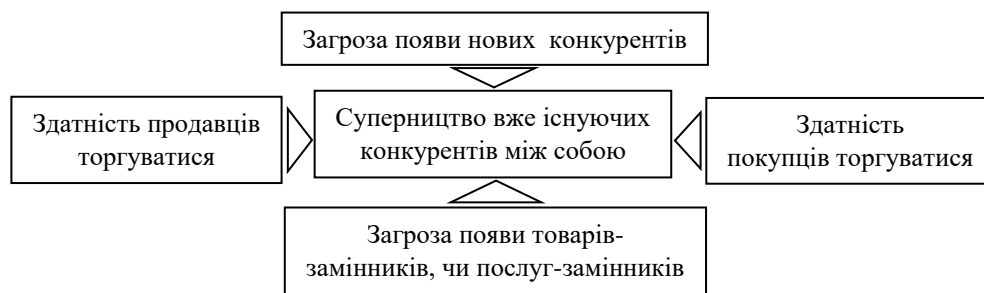 Загроза появи нових конкурентів
Здатність продавців
торгуватися
Суперництво вже існуючих
конкурентів між собою
Здатність
покупців торгуватися
Загроза появи товарів-
замінників, чи послуг-замінників